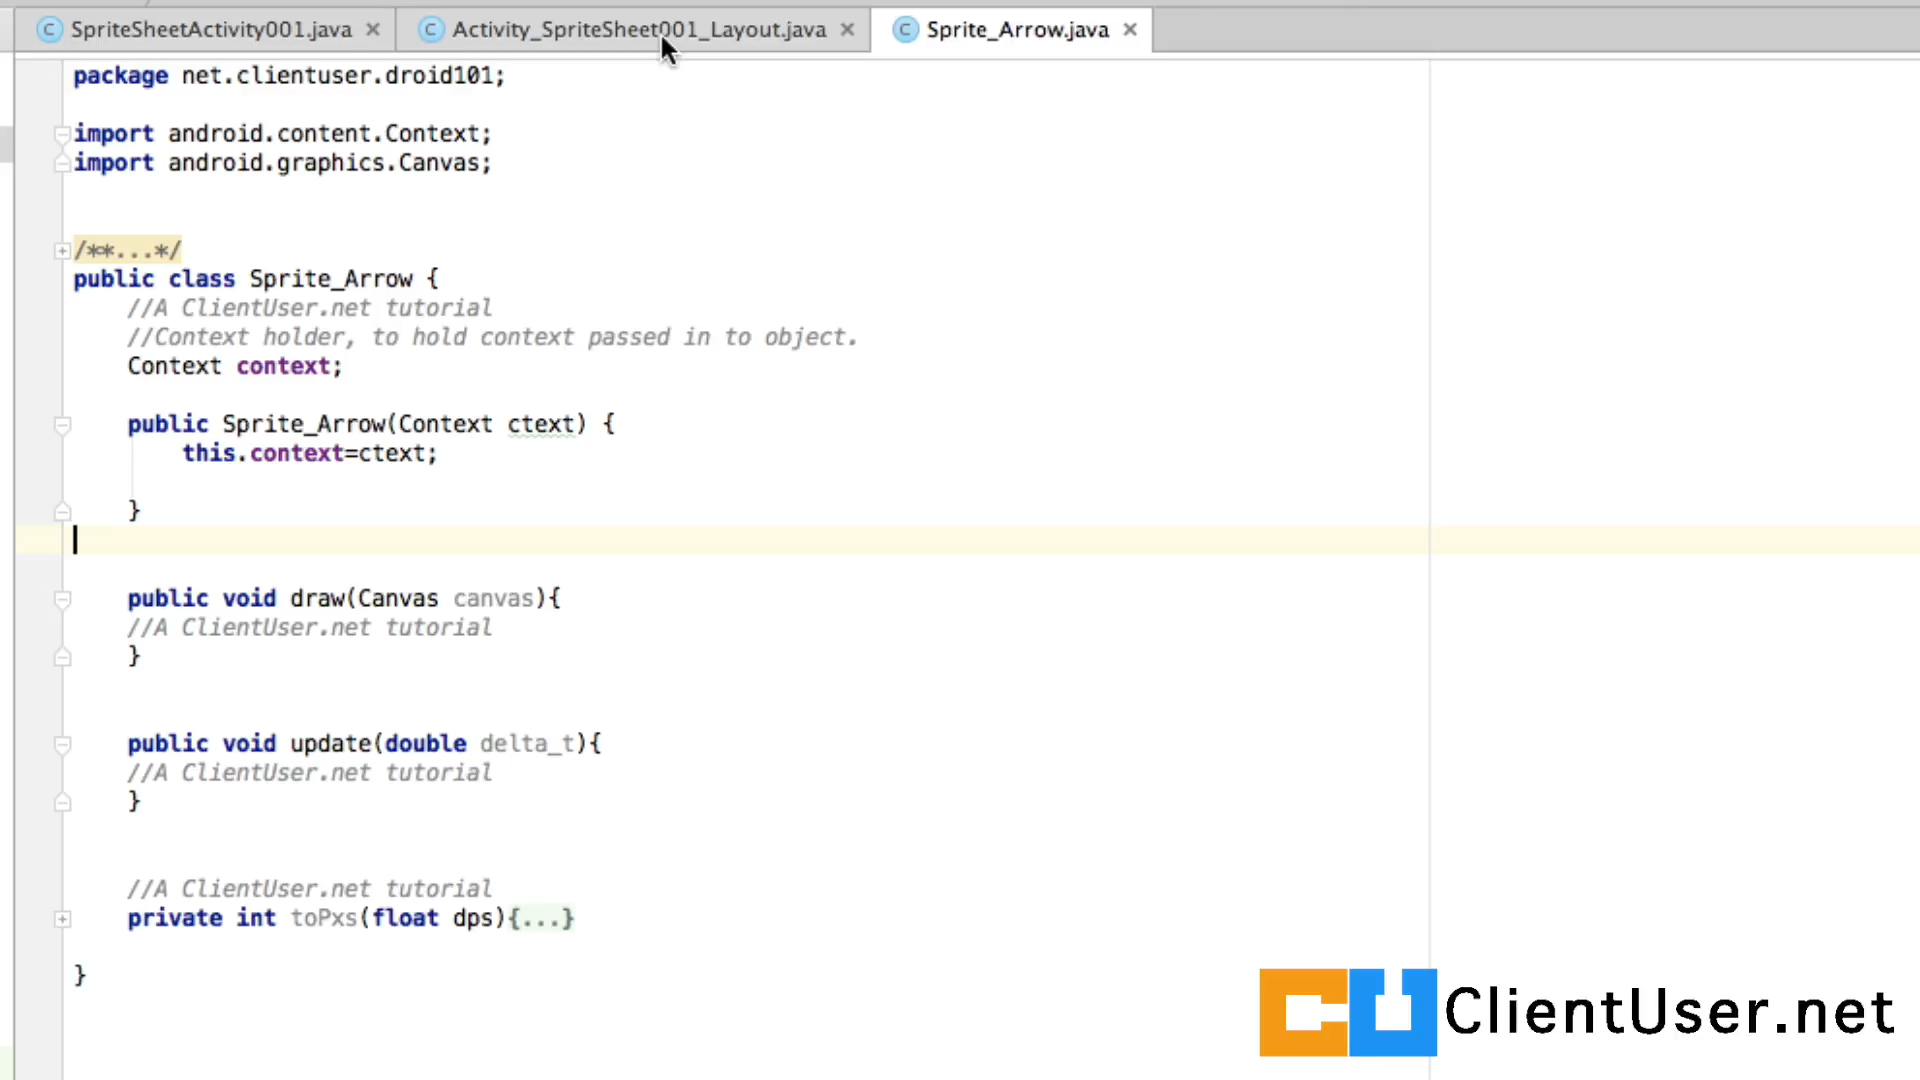 SpriteSheetActivity001.java
Activity_SpriteSheet001_Layout.java
Sprite_Arrow.java
package net.clientuser.droid101;
import android.content.Context;
import android.graphics.Canvas;
/**...*/
public class Sprite_Arrow {
//A ClientUser.net tutorial
//Context holder, to hold context passed in to object.
Context context;
public Sprite_Arrow(Context ctext) {
this.context=ctext;
}
public void draw(Canvas canvas){
//A ClientUser.net tutorial
}
public void update(double delta_t){
//A ClientUser.net tutorial
}
//A ClientUser.net tutorial
private int toPxs(float dps){...}
}
ClientUser.net